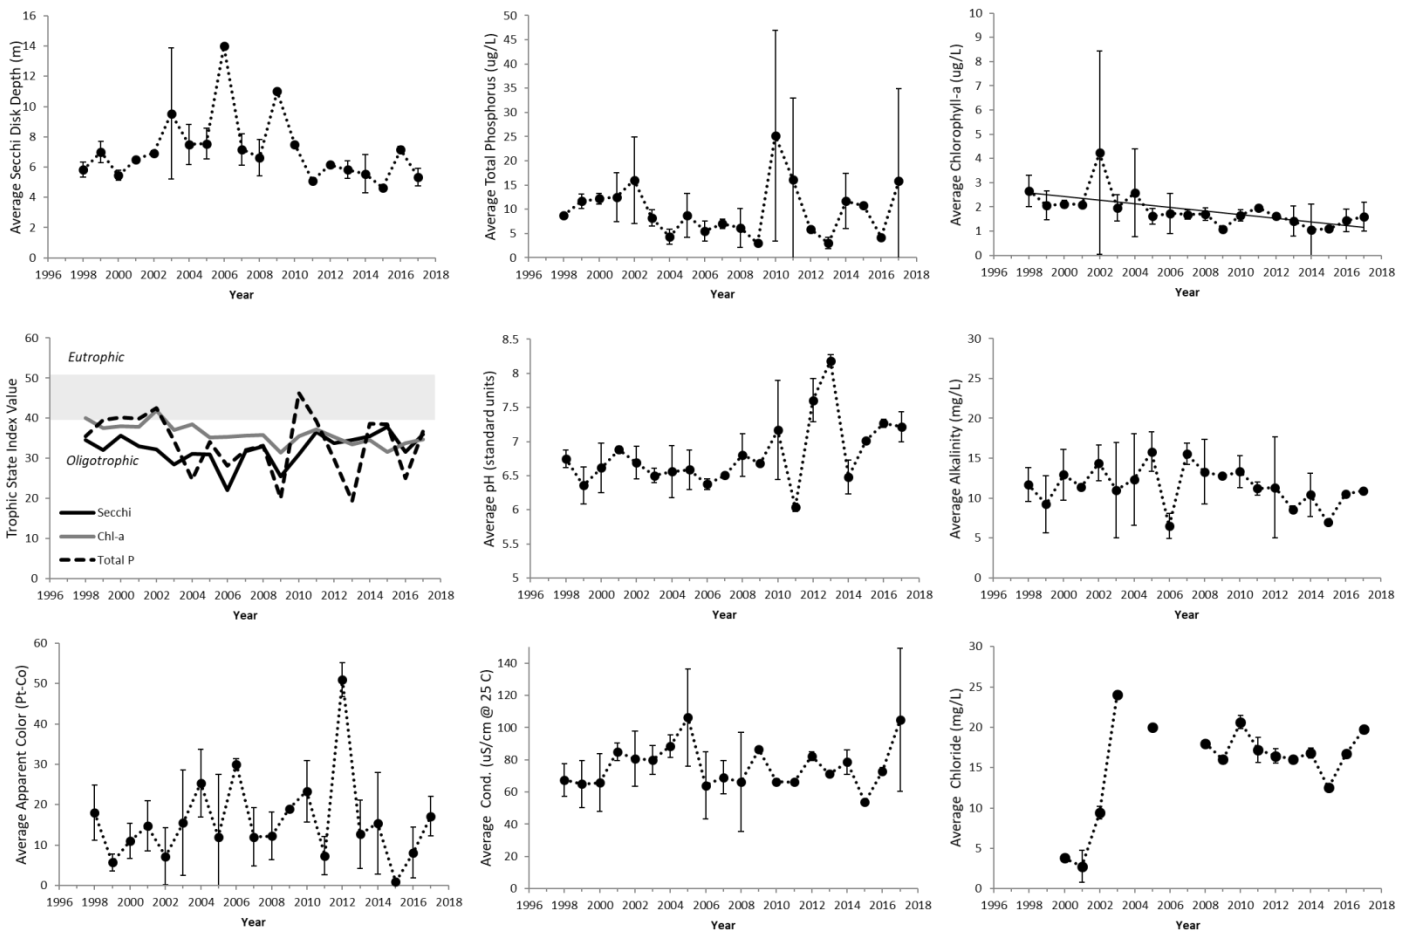 Average Secchi Disk Depth (m)
16
14
12
10
8
6
4
2
0
1996 1998 2000 2002 2004 2006 2008 2010 2012 2014 2016 2018
Year
Average Total Phosphorus (ug/L)
50
45
40
35
30
25
20
15
10
5
0
1996 1998 2000 2002 2004 2006 2008 2010 2012 2014 2016 2018
Year
Average Chlorophyll-a (ug/L)
10
9
8
7
6
5
4
3
2
1
0
1996 1998 2000 2002 2004 2006 2008 2010 2012 2014 2016 2018
Year
Trophic State Index Value
60
50
40
30
20
10
0
Eutrophic
Oligotrophic
Secchi
Chl-a
Total P
1996 1998 2000 2002 2004 2006 2008 2010 2012 2014 2016 2018
Year
Average pH (standard units)
8.5
8
7.5
7
6.5
6
5.5
5
1996 1998 2000 2002 2004 2006 2008 2010 2012 2014 2016 2018
Year
Average Alkalinity (mg/L)
30
25
20
15
10
5
0
1996 1998 2000 2002 2004 2006 2008 2010 2012 2014 2016 2018
Year
Average Apparent Color (Pt-Co)
60
50
40
30
20
10
0
1996 1998 2000 2002 2004 2006 2008 2010 2012 2014 2016 2018
Year
Average Cond. (uS/cm @ 25 C)
140
120
100
80
60
40
20
0
1996 1998 2000 2002 2004 2006 2008 2010 2012 2014 2016 2018
Year
Average Chloride (mg/L)
30
25
20
15
10
5
0
1996 1998 2000 2002 2004 2006 2008 2010 2012 2014 2016 2018
Year